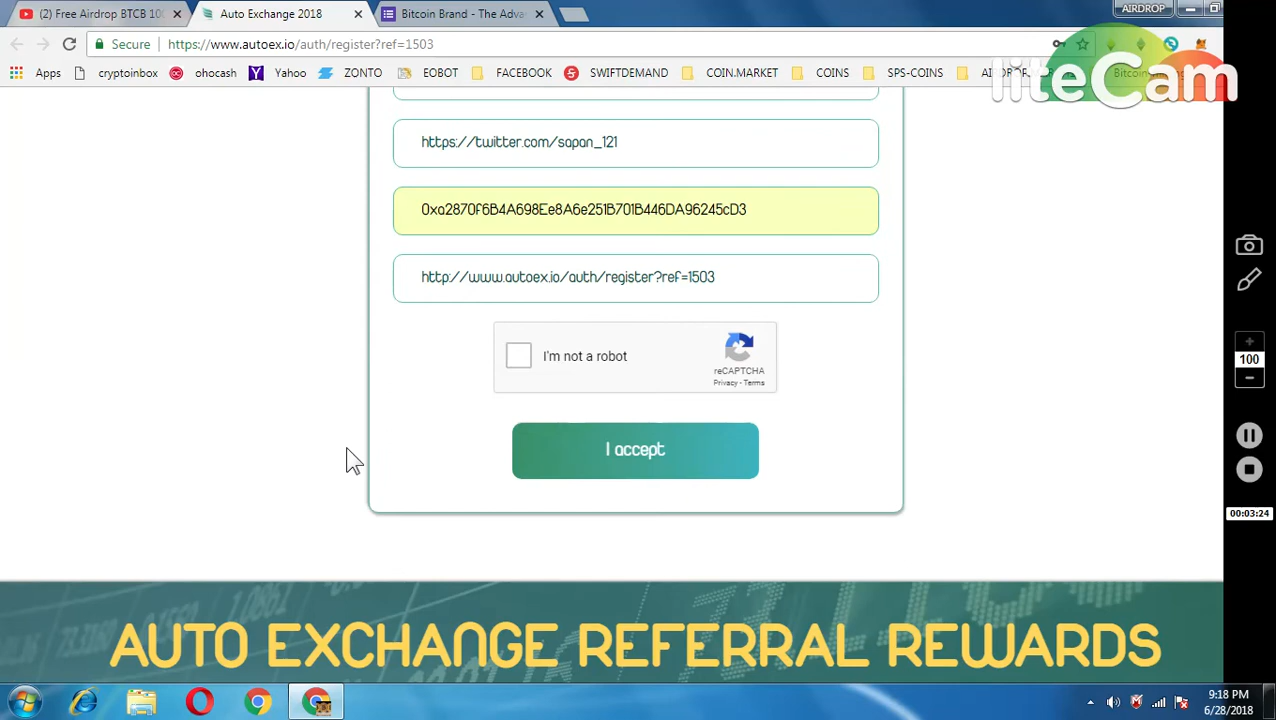 (2) Free Airdrop BTCB 10
Auto Exchange 2018
Bitcoin Brand - The Adva
AIRDROP
Secure
https://www.autoex.io/auth/register?ref=1503
Apps
cryptoinbox
ohocash
Yahoo
EOBOT
FACEBOOK
SWIFTDEMAND
COIN.MARKET
COINS
SPS-COINS
liteCam
https://twitter.com/sapan_121
0xa2870f6B4A698Ee8A6e251B701B446DA96245cD3
http://www.autoex.io/auth/register?ref=1503
I'm not a robot
reCAPTCHA
Privacy - Terms
I accept
100
00:03:24
AUTO EXCHANGE REFERRAL REWARDS
9:18 PM
6/28/2018